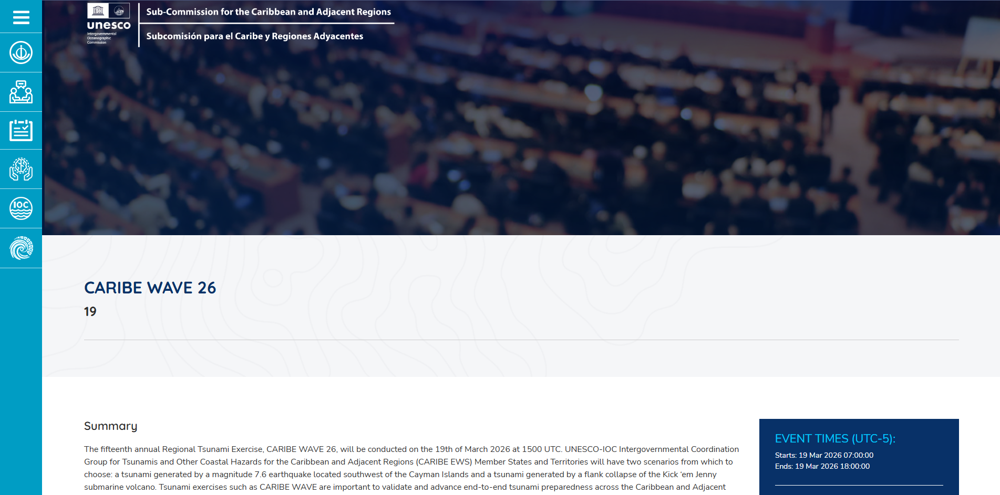 unesco
Intergovernmental
Oceanographic
Commission
Sub-Commission for the Caribbean and Adjacent Regions
Subcomisión para el Caribe y Regiones Adyacentes
IOC
CARIBE WAVE 26
19
Summary
The fifteenth annual Regional Tsunami Exercise, CARIBE WAVE 26, will be conducted on the 19th of March 2026 at 1500 UTC. UNESCO-IOC Intergovernmental Coordination
Group for Tsunamis and Other Coastal Hazards for the Caribbean and Adjacent Regions (CARIBE EWS) Member States and Territories will have two scenarios from which to
choose: a tsunami generated by a magnitude 7.6 earthquake located southwest of the Cayman Islands and a tsunami generated by a flank collapse of the Kick ‘em Jenny
submarine volcano. Tsunami exercises such as CARIBE WAVE are important to validate and advance end-to-end tsunami preparedness across the Caribbean and Adjacent
EVENT TIMES (UTC-5):
Starts: 19 Mar 2026 07:00:00
Ends: 19 Mar 2026 18:00:00